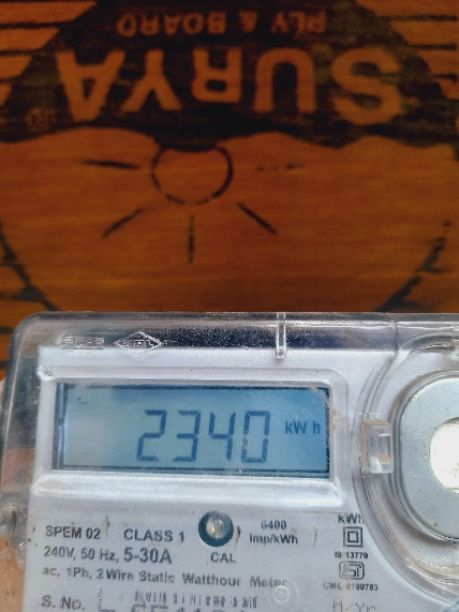 SURYA
PLY & BOARD
2340 kWh
SPEM 02 CLASS 1 6400 imp/kWh
240V, 50 Hz, 5-30A CAL
ac, 1Ph, 2 Wire Static Watthour Meter
S. No.
kWh
IS 13779